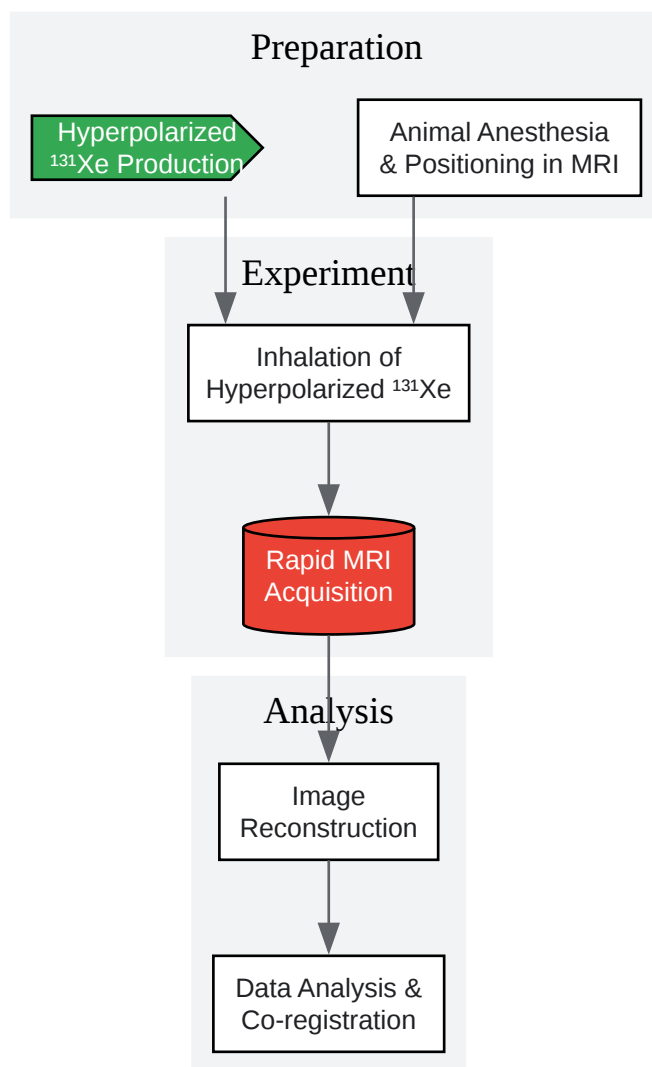 Preparation
Hyperpolarized
¹³¹Xe Production
Animal Anesthesia
& Positioning in MRI
Experiment
Inhalation of
Hyperpolarized ¹³¹Xe
Rapid MRI
Acquisition
Analysis
Image
Reconstruction
Data Analysis &
Co-registration